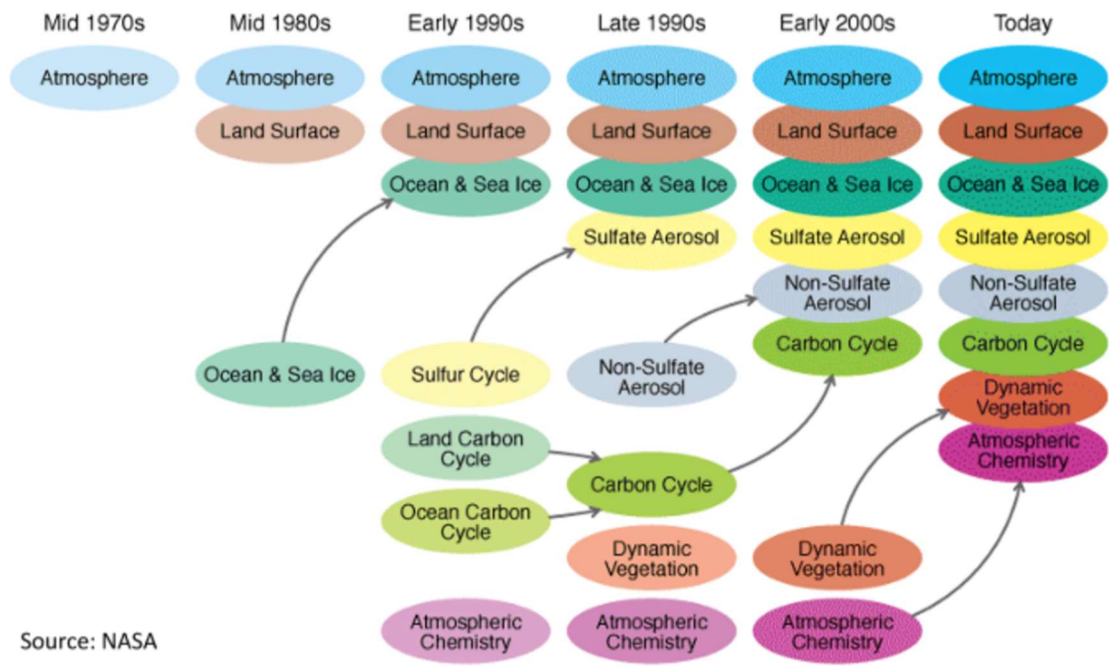 Mid 1970s
Mid 1980s
Early 1990s
Late 1990s
Early 2000s
Today
Atmosphere
Atmosphere
Atmosphere
Atmosphere
Atmosphere
Atmosphere
Land Surface
Land Surface
Land Surface
Land Surface
Land Surface
Ocean & Sea Ice
Ocean & Sea Ice
Ocean & Sea Ice
Ocean & Sea Ice
Sulfate Aerosol
Sulfate Aerosol
Sulfate Aerosol
Non-Sulfate
Aerosol
Non-Sulfate
Aerosol
Carbon Cycle
Carbon Cycle
Ocean & Sea Ice
Sulfur Cycle
Non-Sulfate
Aerosol
Dynamic
Vegetation
Land Carbon
Cycle
Atmospheric
Chemistry
Carbon Cycle
Ocean Carbon
Cycle
Dynamic
Vegetation
Dynamic
Vegetation
Atmospheric
Chemistry
Atmospheric
Chemistry
Atmospheric
Chemistry
Source: NASA